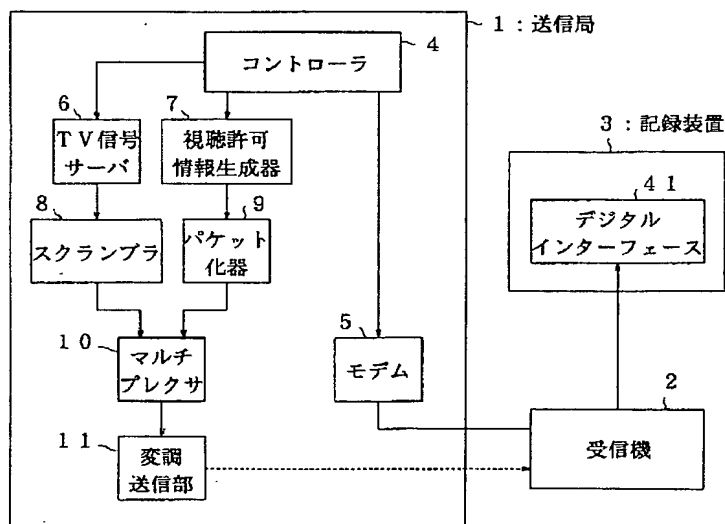 1：送信局
コントローラ
4
6
TV信号
サーバ
7
視聴許可
情報生成器
3：記録装置
41
デジタル
インターフェース
8
スクランブラ
9
パケット
化器
10
マルチ
プレクサ
5
モデム
2
受信機
11
変調
送信部